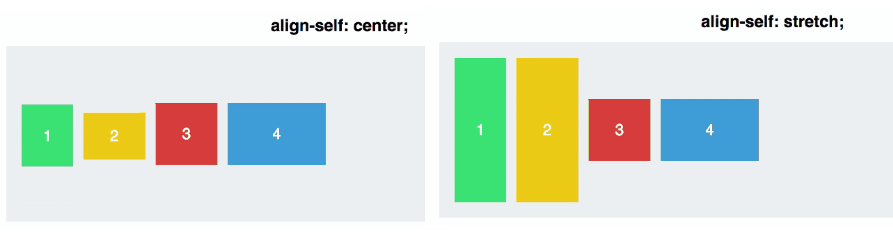 align-self: center;
1 2 3 4
align-self: stretch;
1 2 3 4